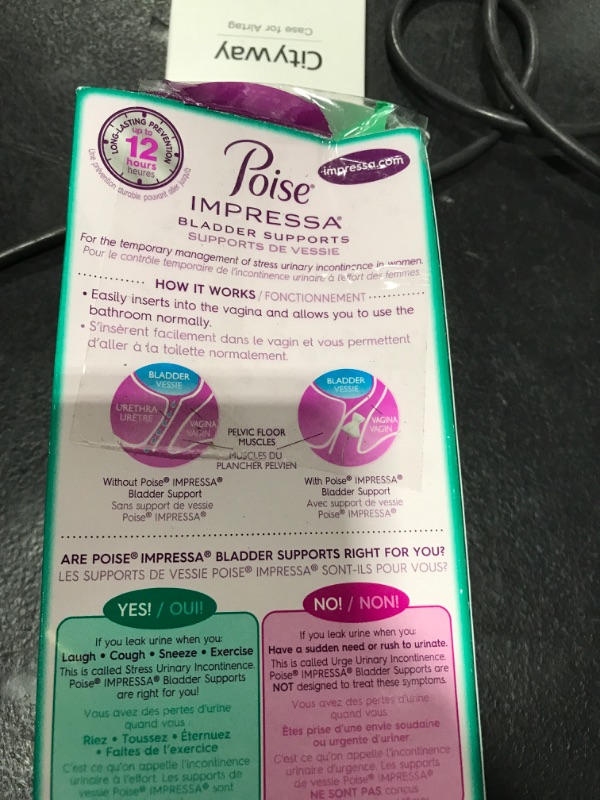 Cityway
Case for Airtag
LONG-LASTING PREVENTION
up to
12
hours
heures
Une prévention durable pouvant aller jusqu'à
Poise®
impressa.com
IMPRESSA®
BLADDER SUPPORTS
SUPPORTS DE VESSIE
For the temporary management of stress urinary incontinence in women.
Pour le contrôle temporaire de l'incontinence urinaire à l'effort des femmes
HOW IT WORKS / FONCTIONNEMENT
• Easily inserts into the vagina and allows you to use the
bathroom normally.
• S'insèrent facilement dans le vagin et vous permettent
d'aller à la toilette normalement.
BLADDER
VESSIE
URETHRA
URÈTRE
VAGINA
VAGIN
PELVIC FLOOR
MUSCLES
MUSCLES DU
PLANCHER PELVIEN
BLADDER
VESSIE
VAGINA
VAGIN
Without Poise® IMPRESSA®
Bladder Support
Sans support de vessie
Poise® IMPRESSA®
With Poise® IMPRESSA®
Bladder Support
Avec support de vessie
Poise® IMPRESSA®
ARE POISE® IMPRESSA® BLADDER SUPPORTS RIGHT FOR YOU?
LES SUPPORTS DE VESSIE POISE® IMPRESSA® SONT-ILS POUR VOUS?
YES! / OUI!
If you leak urine when you:
Laugh • Cough • Sneeze • Exercise
This is called Stress Urinary Incontinence.
Poise® IMPRESSA® Bladder Supports
are right for you!
Vous avez des pertes d'urine
quand vous :
Riez • Toussez • Éternuez
• Faites de l'exercice
C'est ce qu'on appelle l'incontinence
urinaire à l'effort. Les supports de
vessie Poise® IMPRESSA® sont
NO! / NON!
If you leak urine when you:
Have a sudden need or rush to urinate.
This is called Urge Urinary Incontinence.
Poise® IMPRESSA® Bladder Supports are
NOT designed to treat these symptoms.
Vous avez des pertes d'urine
quand vous :
Êtes prise d'une envie soudaine
ou urgente d'uriner.
C'est ce qu'on appelle l'incontinence
urinaire d'urgence. Les supports
de vessie Poise® IMPRESSA®
NE SONT PAS conçus